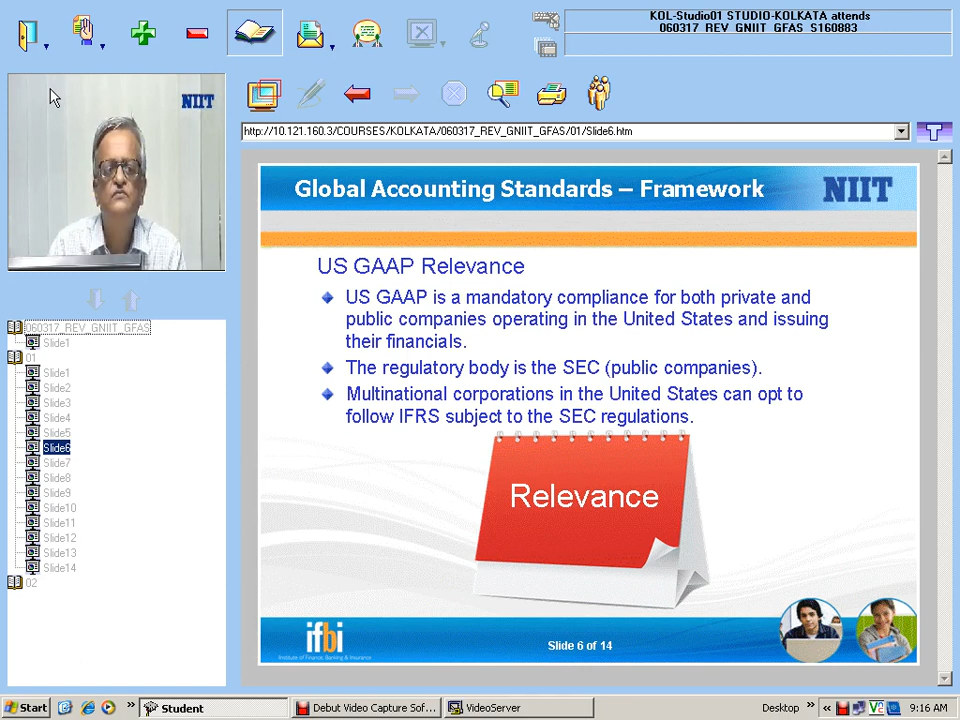 KOL-Studio01 STUDIO-KOLKATA attends
060317_REV_GNIIT_GFAS_S160883
NIIT
http://10.121.160.3/COURSES/KOLKATA/060317_REV_GNIIT_GFAS/01/Slide6.htm
T
060317_REV_GNIIT_GFAS
Slide1
01
Slide1
Slide2
Slide3
Slide4
Slide5
Slide6
Slide7
Slide8
Slide9
Slide10
Slide11
Slide12
Slide13
Slide14
02
Global Accounting Standards – Framework
NIIT
US GAAP Relevance
US GAAP is a mandatory compliance for both private and
public companies operating in the United States and issuing
their financials.
The regulatory body is the SEC (public companies).
Multinational corporations in the United States can opt to
follow IFRS subject to the SEC regulations.
Relevance
ifbi
Institute of Finance, Banking & Insurance
Slide 6 of 14
Start
Student
Debut Video Capture Sof...
VideoServer
Desktop
9:16 AM